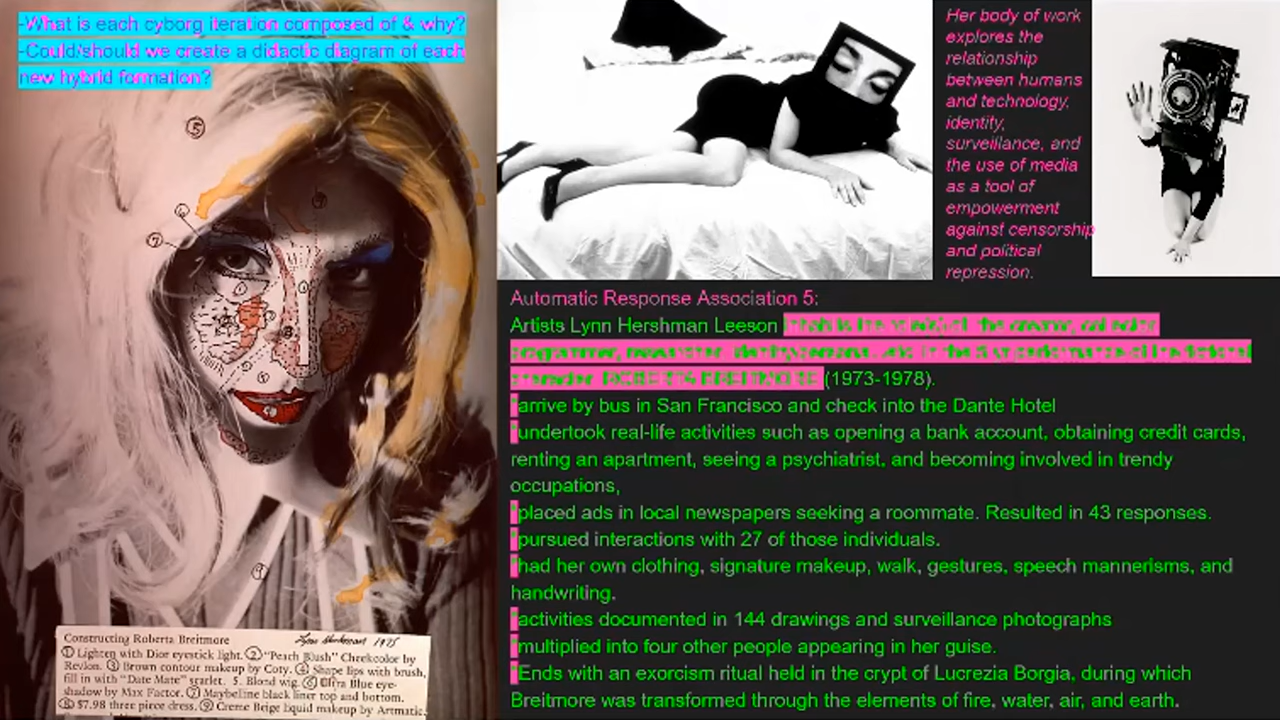 -What is each cyborg iteration composed of & why?
-Could/should we create a didactic diagram of each
new hybrid formation?
Her body of work
explores the
relationship
between humans
and technology,
identity,
surveillance, and
the use of media
as a tool of
empowerment
against censorship
and political
repression.
Automatic Response Association 5:
Artists Lynn Hershman Leeson
(1973-1978).
*arrive by bus in San Francisco and check into the Dante Hotel
*undertook real-life activities such as opening a bank account, obtaining credit cards,
renting an apartment, seeing a psychiatrist, and becoming involved in trendy
occupations,
*placed ads in local newspapers seeking a roommate. Resulted in 43 responses.
*pursued interactions with 27 of those individuals.
*had her own clothing, signature makeup, walk, gestures, speech mannerisms, and
handwriting.
*activities documented in 144 drawings and surveillance photographs
*multiplied into four other people appearing in her guise.
*Ends with an exorcism ritual held in the crypt of Lucrezia Borgia, during which
Breitmore was transformed through the elements of fire, water, air, and earth.
Constructing Roberta Breitmore 1975
① Lighten with Dior eyestick light. ② "Peach Blush" Cheekcolor by
Revlon. ③ Brown contour makeup by Coty. ④ Shape lips with brush,
fill in with "Date Mate" scarlet. 5. Blond wig. ⑥ Ultra Blue eye-
shadow by Max Factor. ⑦ Maybelline black liner top and bottom.
⑧ $7.98 three piece dress. ⑨ Creme Beige liquid makeup by Artmatic.